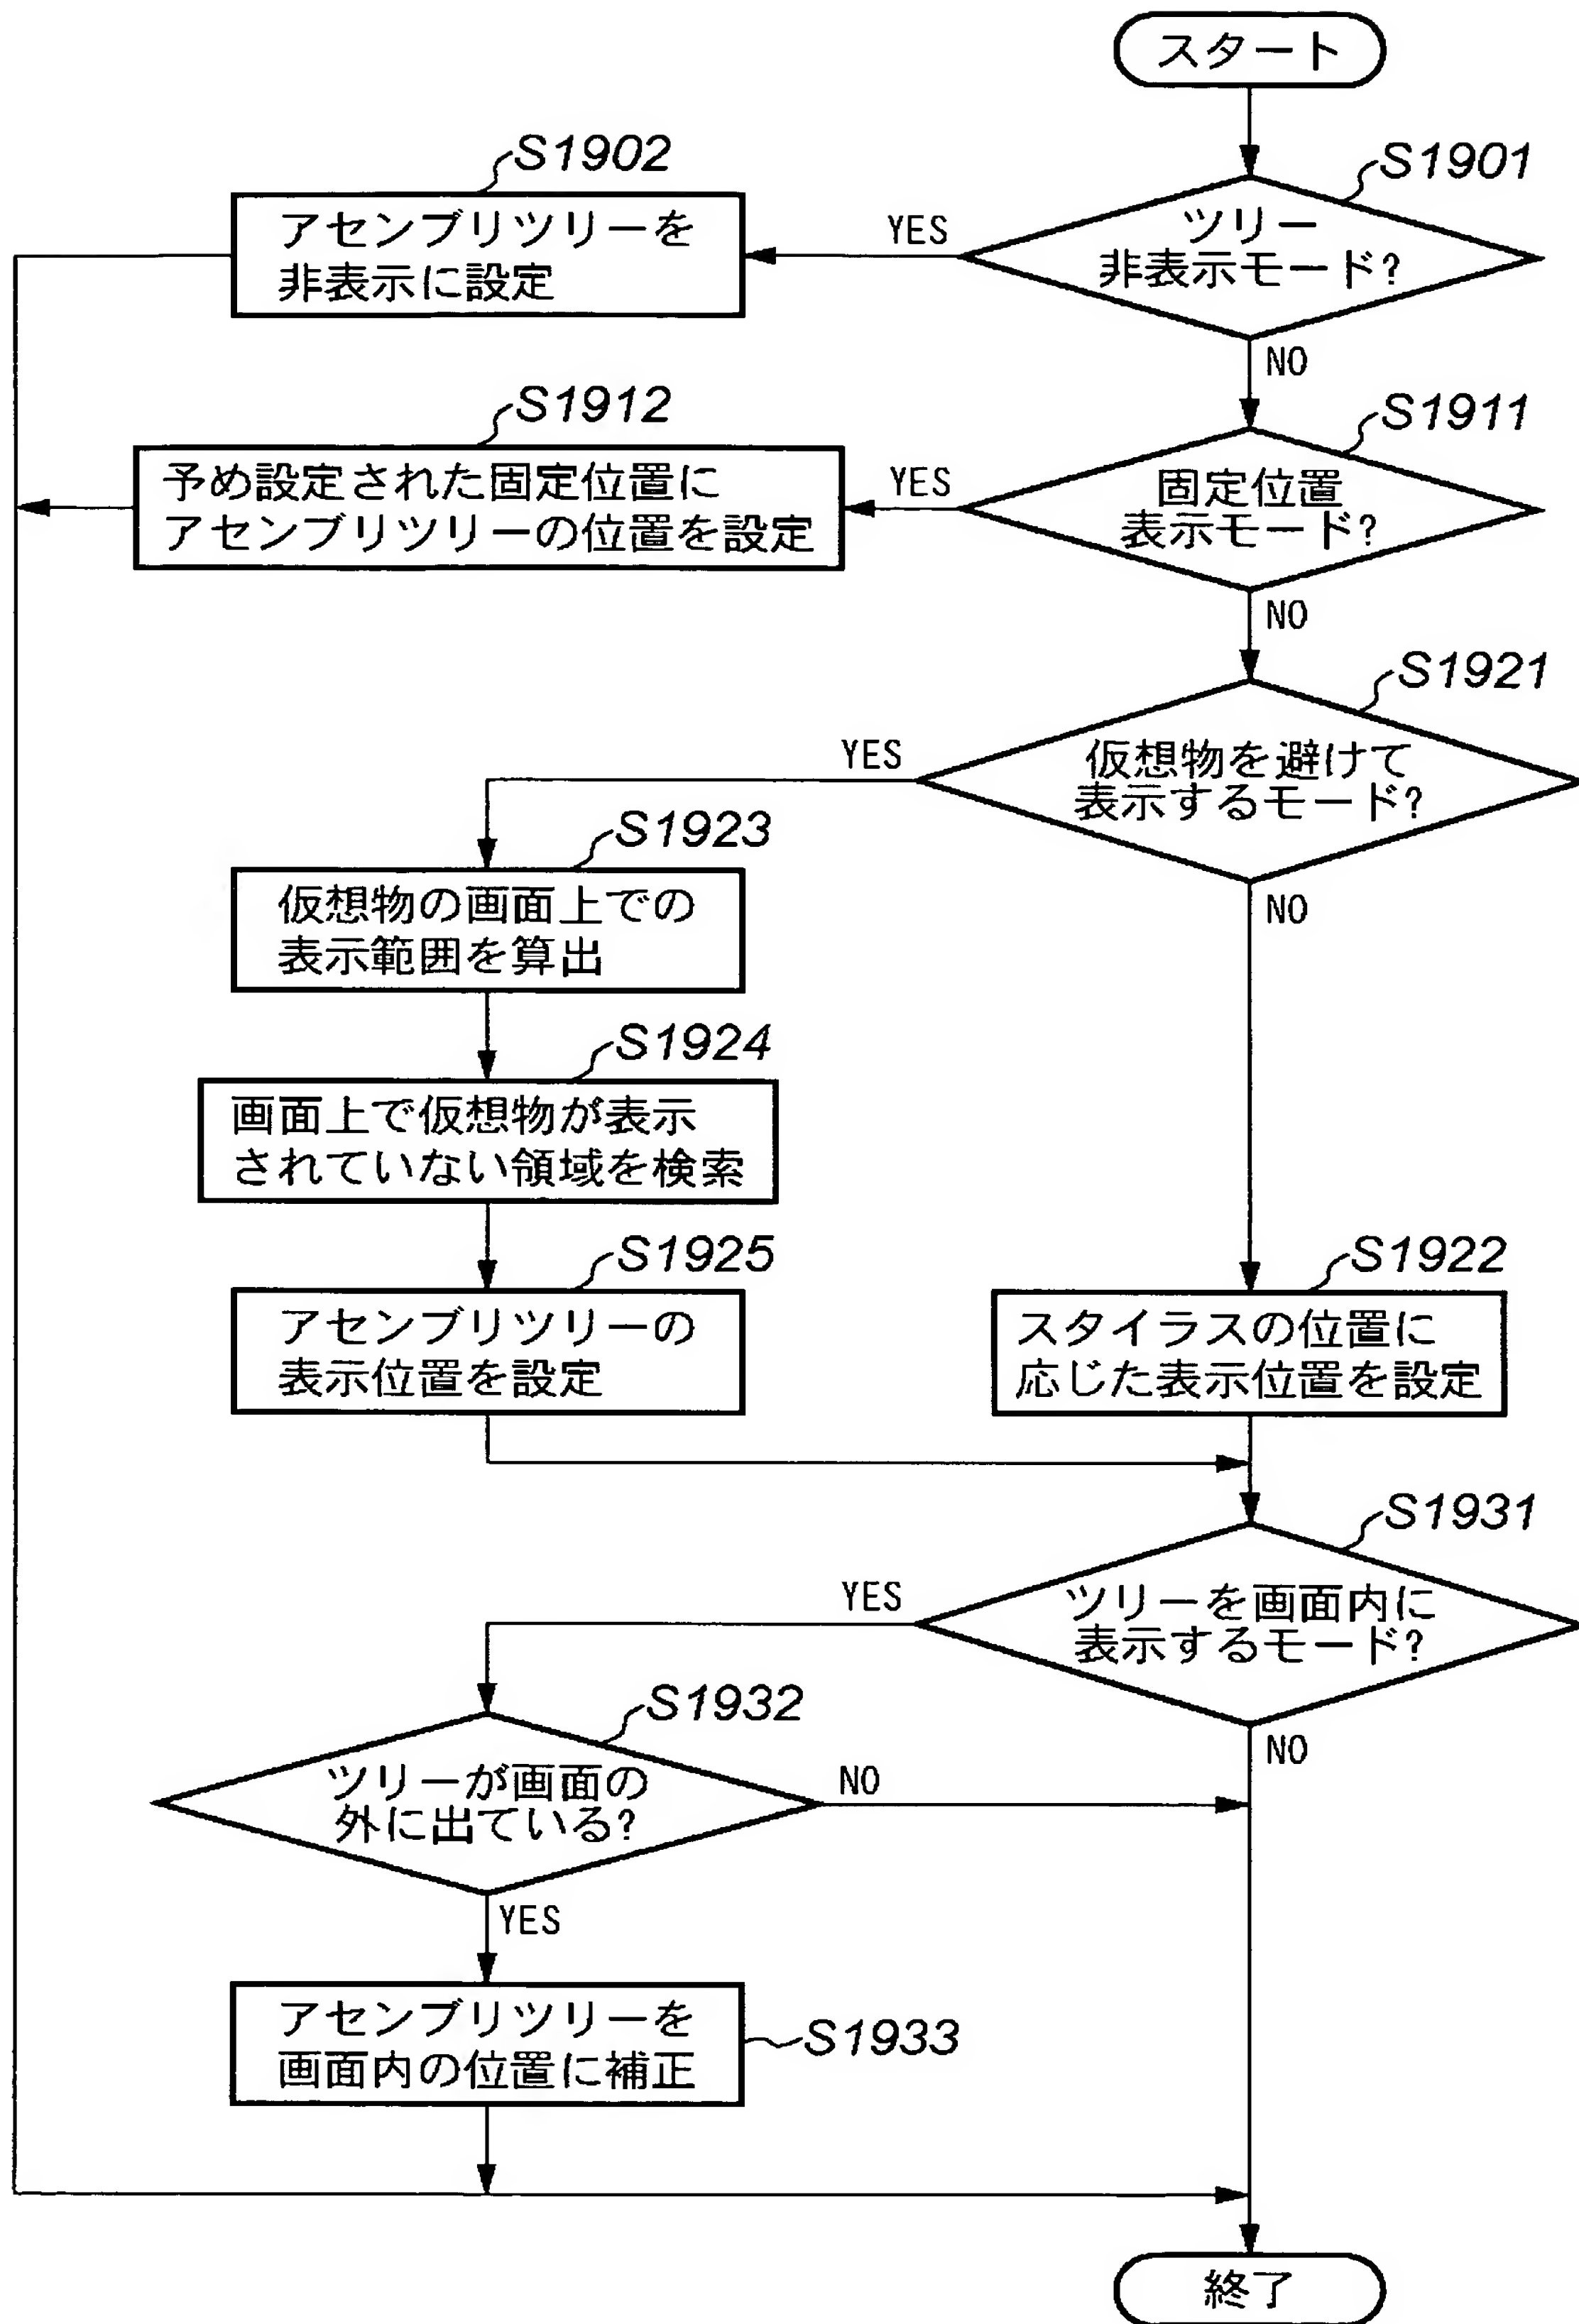 スタート
S1901
ツリー
非表示モード?
YES
NO
S1902
アセンブリツリーを
非表示に設定
S1911
固定位置
表示モード?
YES
NO
S1912
予め設定された固定位置に
アセンブリツリーの位置を設定
S1921
仮想物を避けて
表示するモード?
YES
NO
S1923
仮想物の画面上での
表示範囲を算出
S1924
画面上で仮想物が表示
されていない領域を検索
S1925
アセンブリツリーの
表示位置を設定
S1922
スタイラスの位置に
応じた表示位置を設定
S1931
ツリーを画面内に
表示するモード?
YES
NO
S1932
ツリーが画面の
外に出ている?
NO
YES
アセンブリツリーを
画面内の位置に補正
S1933
終了